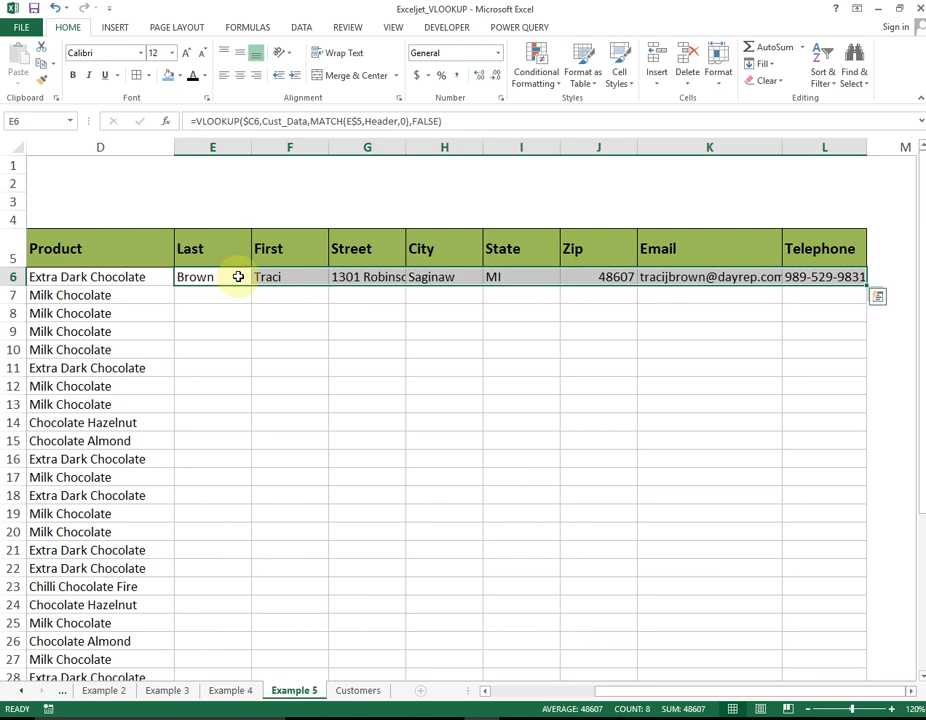 Exceljet_VLOOKUP - Microsoft Excel
FILE HOME INSERT PAGE LAYOUT FORMULAS DATA REVIEW VIEW DEVELOPER POWER QUERY Sign in
Calibri 12 Wrap Text General AutoSum
Paste B I U Merge & Center $ % , Conditional Formatting Format as Table Cell Styles Insert Delete Format Fill Clear Sort & Filter Find & Select
Clipboard Font Alignment Number Styles Cells Editing
E6 fx =VLOOKUP($C6,Cust_Data,MATCH(E$5,Header,0),FALSE)
D E F G H I J K L M
1
2
3
4
5 Product Last First Street City State Zip Email Telephone
6 Extra Dark Chocolate Brown Traci 1301 Robinso Saginaw MI 48607 tracijbrown@dayrep.com 989-529-9831
7 Milk Chocolate
8 Milk Chocolate
9 Milk Chocolate
10 Milk Chocolate
11 Extra Dark Chocolate
12 Milk Chocolate
13 Milk Chocolate
14 Chocolate Hazelnut
15 Chocolate Almond
16 Extra Dark Chocolate
17 Milk Chocolate
18 Extra Dark Chocolate
19 Milk Chocolate
20 Milk Chocolate
21 Extra Dark Chocolate
22 Extra Dark Chocolate
23 Chilli Chocolate Fire
24 Chocolate Hazelnut
25 Milk Chocolate
26 Chocolate Almond
27 Milk Chocolate
28 Extra Dark Chocolate
... Example 2 Example 3 Example 4 Example 5 Customers
READY AVERAGE: 48607 COUNT: 8 SUM: 48607 120%